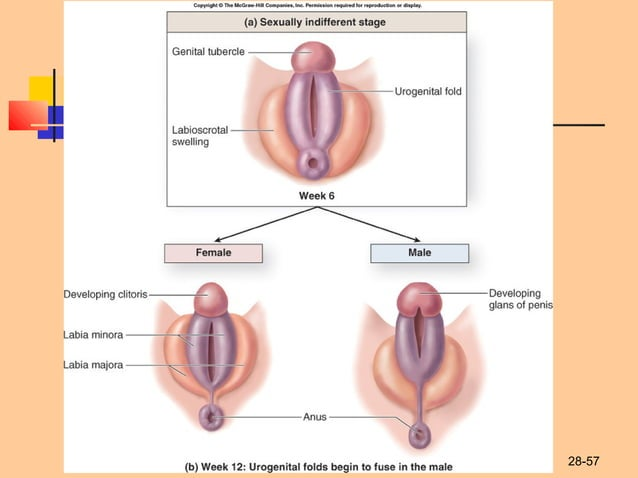 Copyright © The McGraw-Hill Companies, Inc. Permission required for reproduction or display.
(a) Sexually indifferent stage
Genital tubercle
Urogenital fold
Labioscrotal
swelling
Week 6
Female
Male
Developing clitoris
Developing
glans of penis
Labia minora
Labia majora
Anus
(b) Week 12: Urogenital folds begin to fuse in the male
28-57